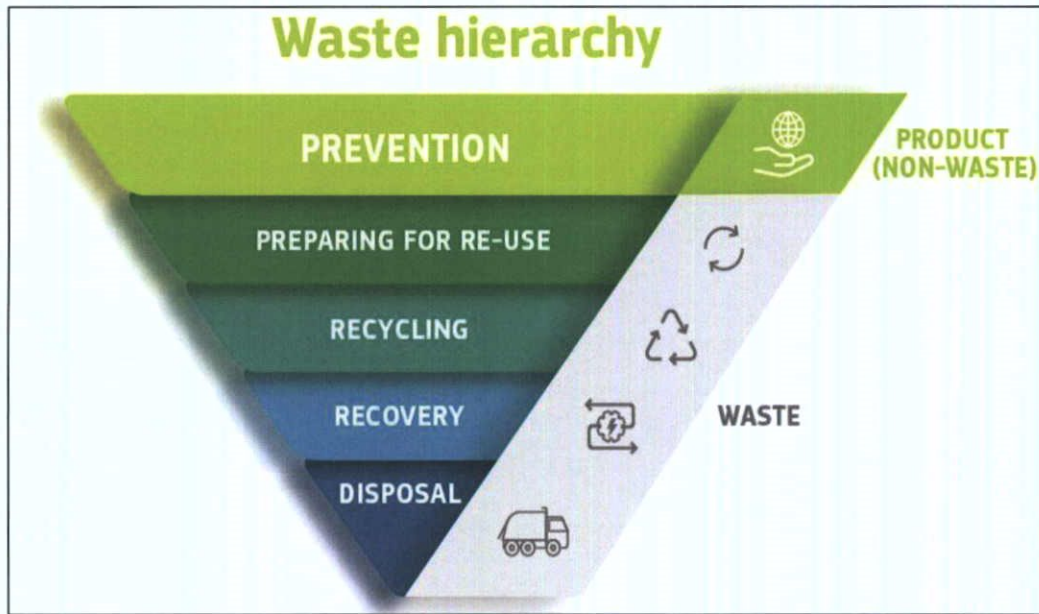 Waste hierarchy
PREVENTION
PRODUCT
(NON-WASTE)
PREPARING FOR RE-USE
RECYCLING
RECOVERY
WASTE
DISPOSAL